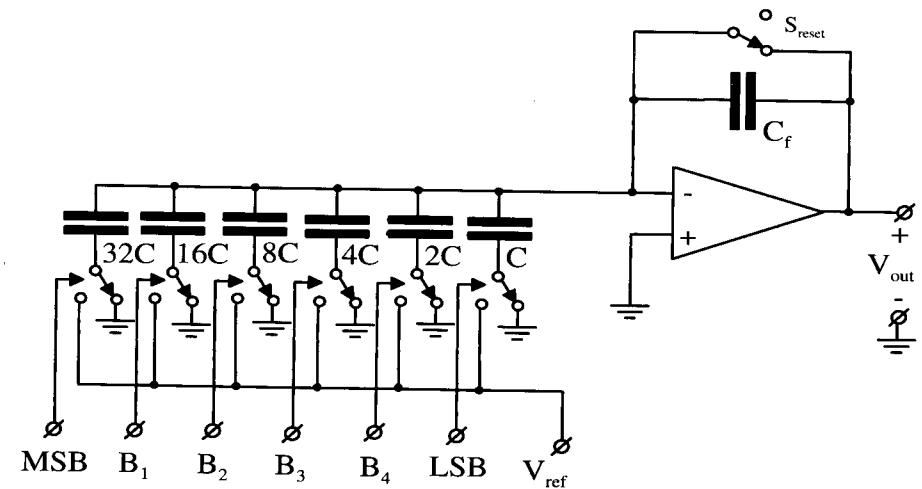 S_reset
C_f
32C 16C 8C 4C 2C C
-
+
+
V_out
-
MSB B_1 B_2 B_3 B_4 LSB V_ref